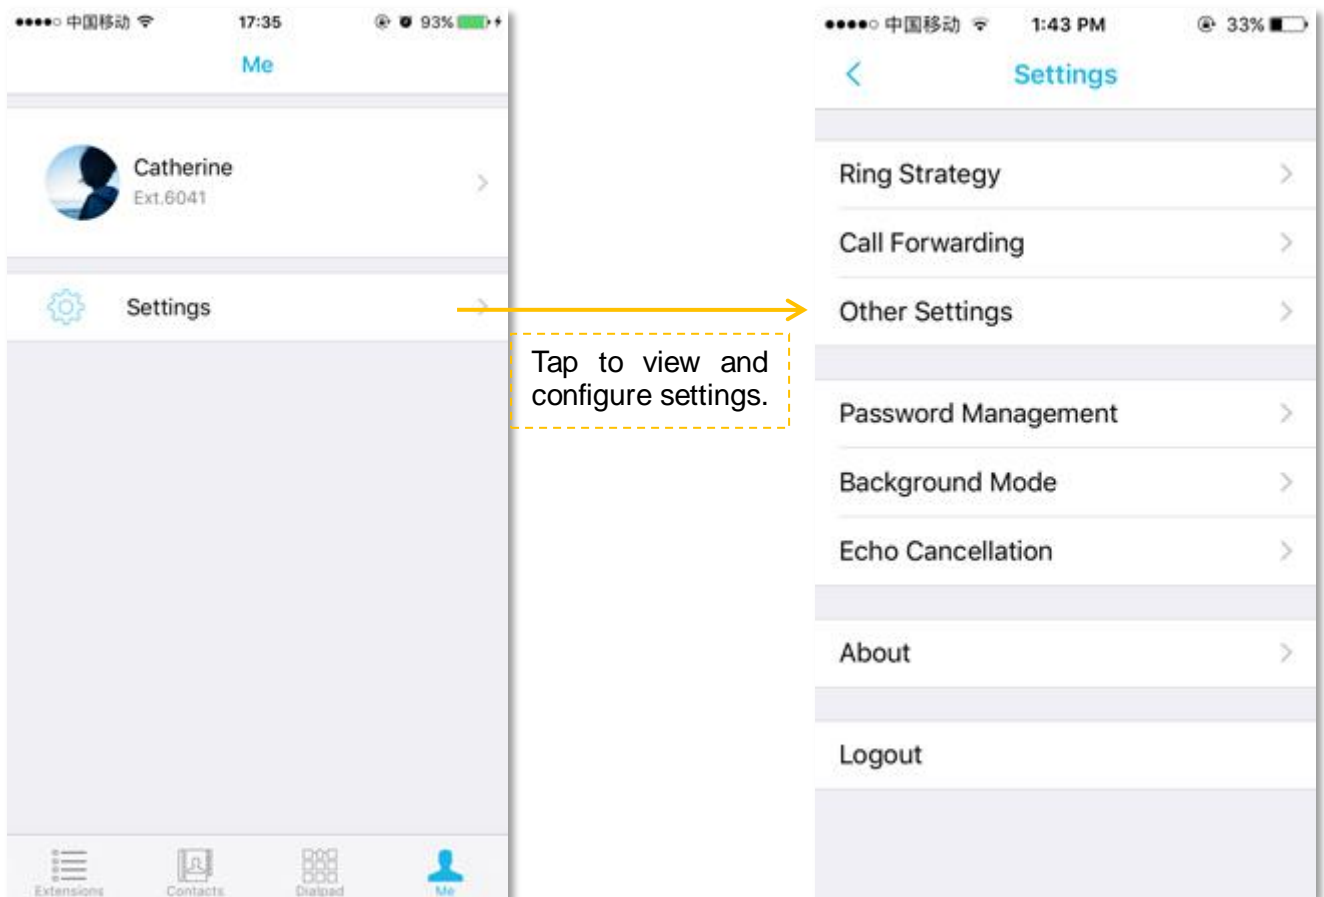 中国移动 17:35 93%
Me
Catherine
Ext.6041
Settings
Extensions Contacts Dialpad Me
Tap to view and
configure settings.
中国移动 1:43 PM 33%
Settings
Ring Strategy
Call Forwarding
Other Settings
Password Management
Background Mode
Echo Cancellation
About
Logout